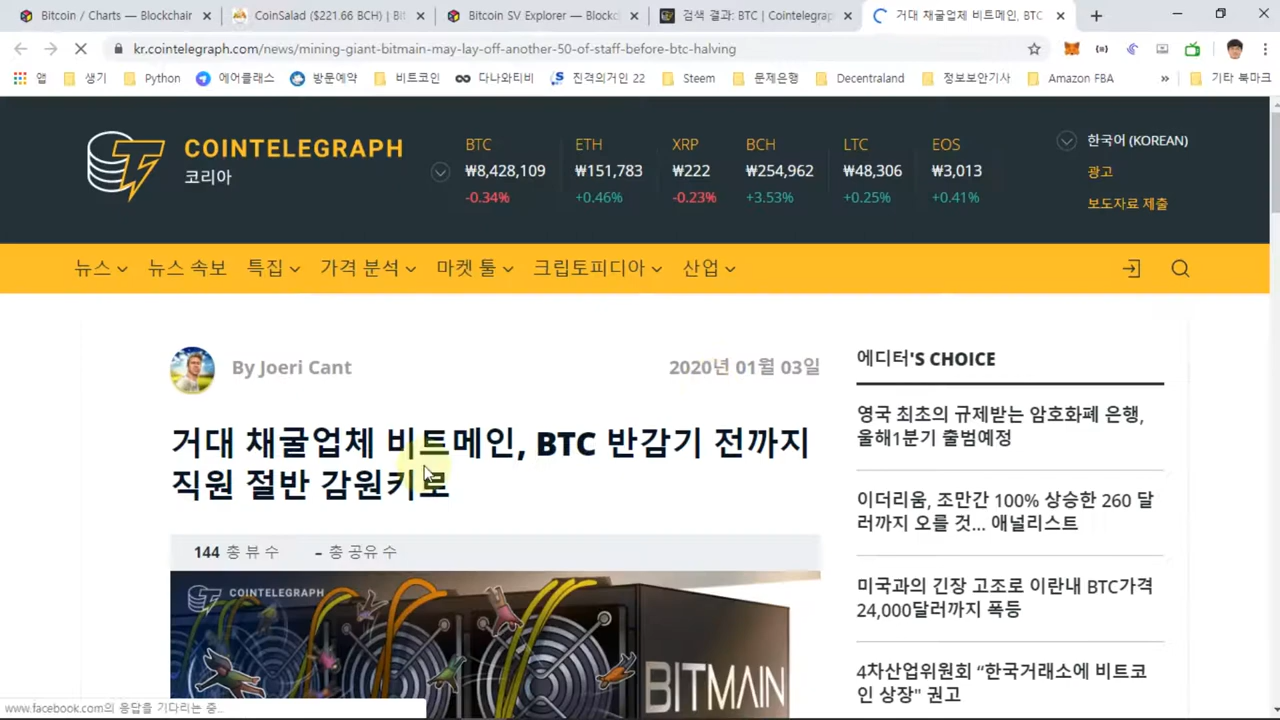 Bitcoin / Charts — Blockchain
CoinSalad ($221.66 BCH) | Bit
Bitcoin SV Explorer — Blockc
검색 결과: BTC | Cointelegrap
거대 채굴업체 비트메인, BTC
kr.cointelegraph.com/news/mining-giant-bitmain-may-lay-off-another-50-of-staff-before-btc-halving
앱 생기 Python 에어클래스 방문예약 비트코인 다나와티비 진격의거인 22 Steem 문제은행 Decentraland 정보보안기사 Amazon FBA » 기타 북마크
COINTELEGRAPH
코리아
BTC ETH XRP BCH LTC EOS
₩8,428,109 ₩151,783 ₩222 ₩254,962 ₩48,306 ₩3,013
-0.34% +0.46% -0.23% +3.53% +0.25% +0.41%
한국어 (KOREAN)
광고
보도자료 제출
뉴스 뉴스 속보 특집 가격 분석 마켓 툴 크립토피디아 산업
By Joeri Cant 2020년 01월 03일
거대 채굴업체 비트메인, BTC 반감기 전까지
직원 절반 감원키로
144 총 뷰 수 – 총 공유 수
COINTELEGRAPH
BITMAIN
에디터'S CHOICE
영국 최초의 규제받는 암호화폐 은행,
올해1분기 출범예정
이더리움, 조만간 100% 상승한 260 달
러까지 오를 것... 애널리스트
미국과의 긴장 고조로 이란내 BTC가격
24,000달러까지 폭등
4차산업위원회 “한국거래소에 비트코
인 상장" 권고
www.facebook.com의 응답을 기다리는 중...